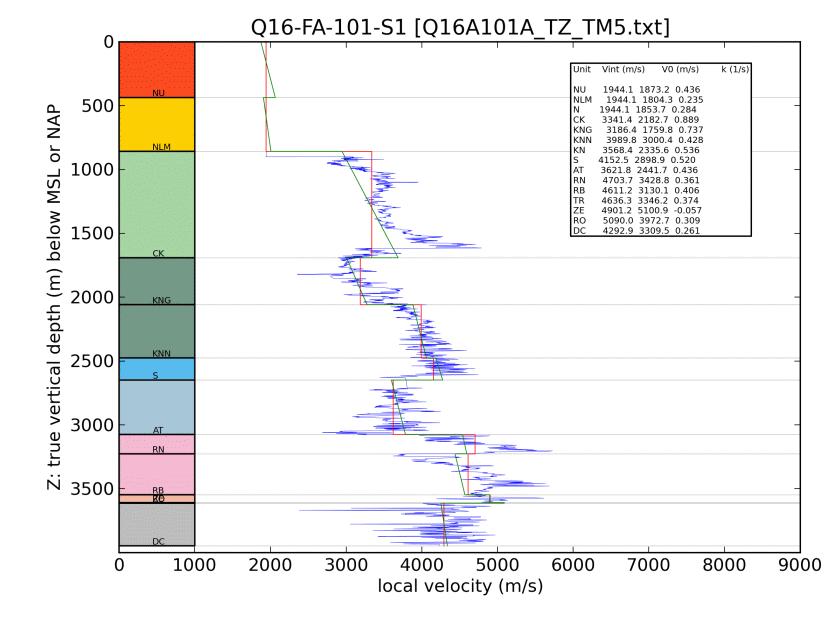 Q16-FA-101-S1 [Q16A101A_TZ_TM5.txt]
Z: true vertical depth (m) below MSL or NAP
0
500
1000
1500
2000
2500
3000
3500
NU
NLM
CK
KNG
KNN
S
AT
RN
RB
RO
DC
Unit Vint (m/s) V0 (m/s) k (1/s)
NU 1944.1 1873.2 0.436
NLM 1944.1 1804.3 0.235
N 1944.1 1853.7 0.284
CK 3341.4 2182.7 0.889
KNG 3186.4 1759.8 0.737
KNN 3989.8 3000.4 0.428
KN 3568.4 2335.6 0.536
S 4152.5 2898.9 0.520
AT 3621.8 2441.7 0.436
RN 4703.7 3428.8 0.361
RB 4611.2 3130.1 0.406
TR 4636.3 3346.2 0.374
ZE 4901.2 5100.9 -0.057
RO 5090.0 3972.7 0.309
DC 4292.9 3309.5 0.261
0 1000 2000 3000 4000 5000 6000 7000 8000 9000
local velocity (m/s)